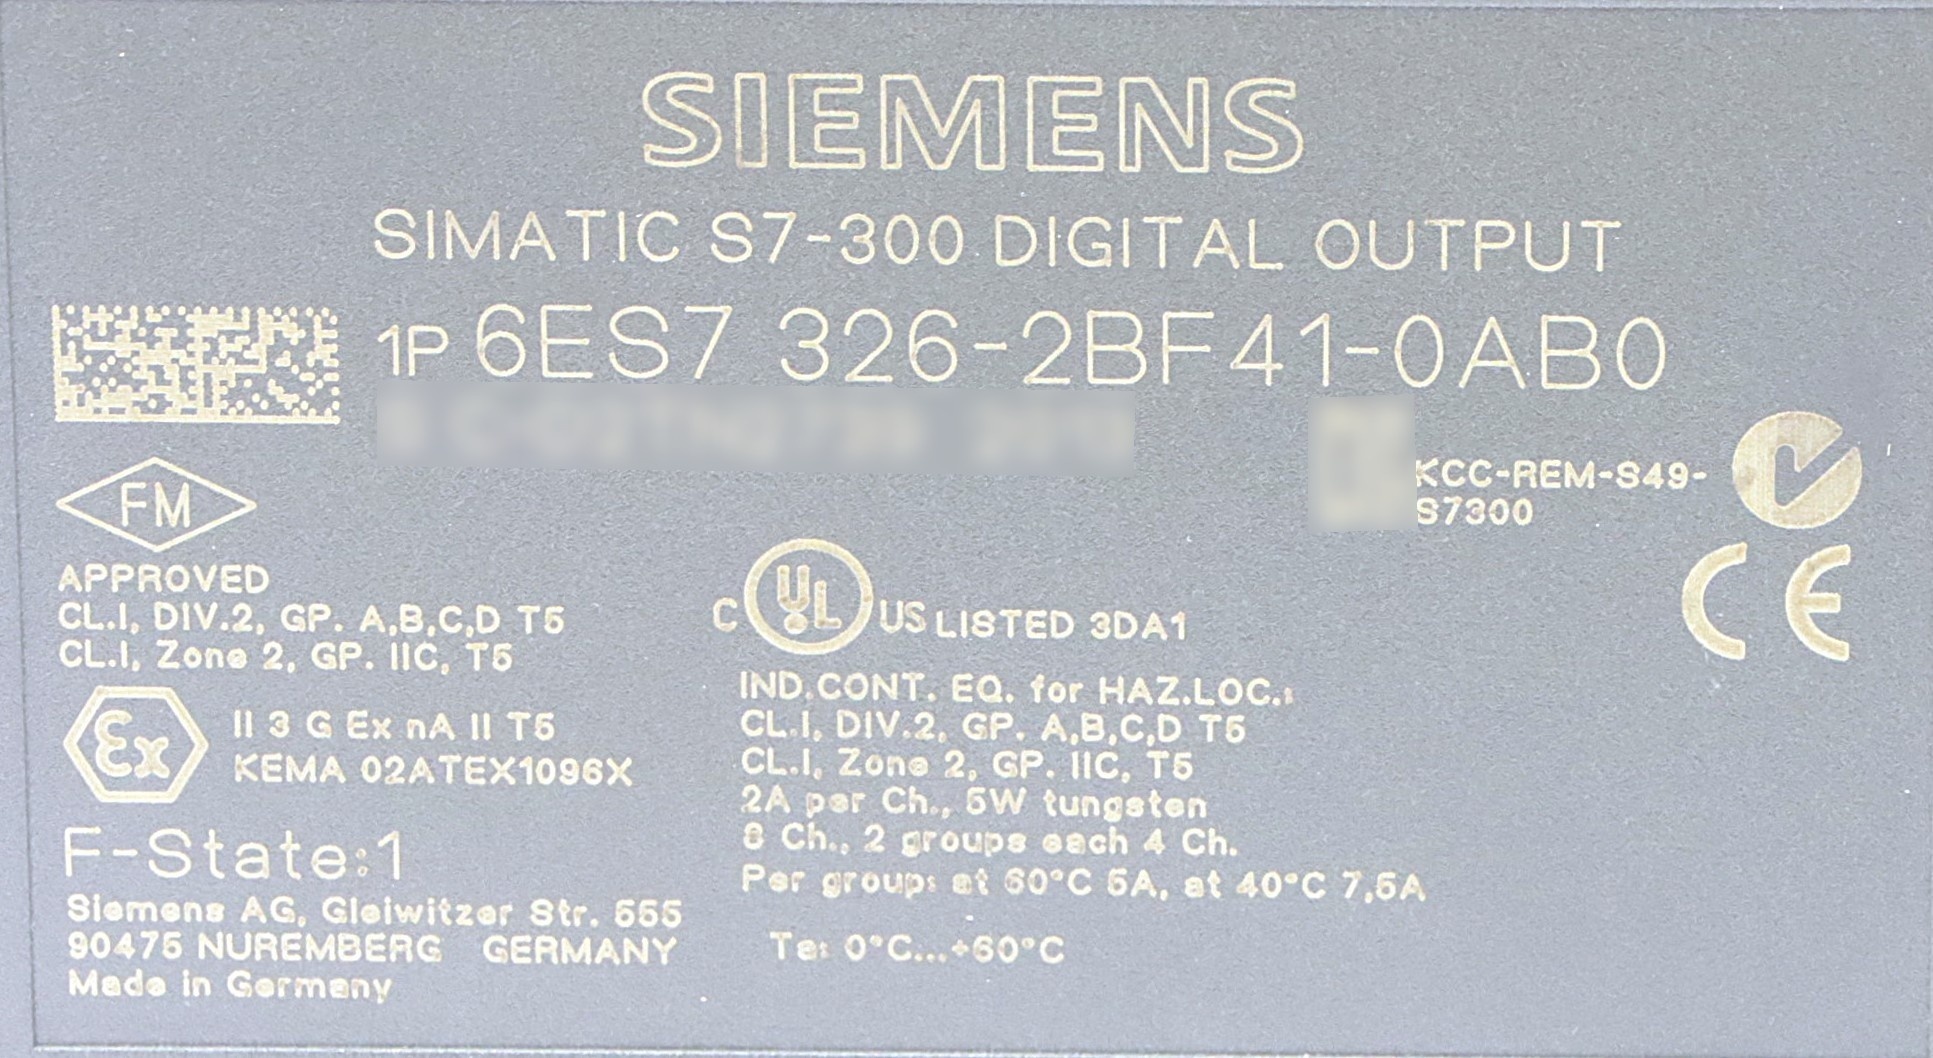 SIEMENS
SIMATIC S7-300 DIGITAL OUTPUT
1P 6ES7 326-2BF41-0AB0
KCC-REM-S49-
S7300
FM
APPROVED
CL.I, DIV.2, GP. A,B,C,D T5
CL.I, Zone 2, GP. IIC, T5
Ex
II 3 G Ex nA II T5
KEMA 02ATEX1096X
F-State:1
Siemens AG, Gleiwitzer Str. 555
90475 NUREMBERG GERMANY
Made in Germany
C UL US LISTED 3DA1
IND.CONT. EQ. for HAZ.LOC.:
CL.I, DIV.2, GP. A,B,C,D T5
CL.I, Zone 2, GP. IIC, T5
2A per Ch., 5W tungsten
8 Ch., 2 groups each 4 Ch.
Per group: at 60°C 5A, at 40°C 7,5A
Ta: 0°C...+60°C
CE